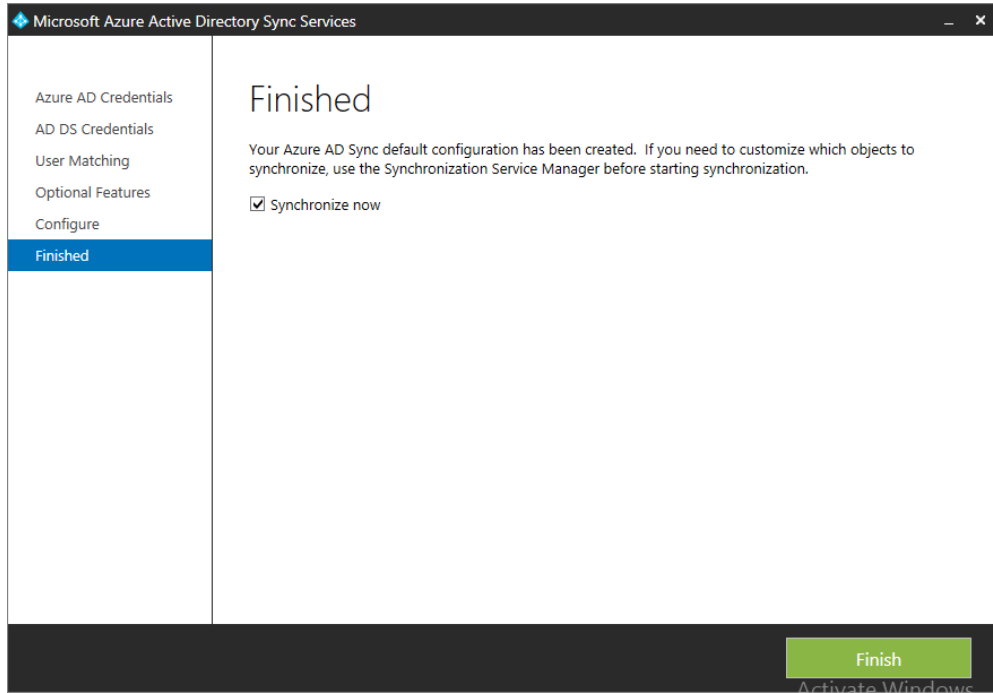 Microsoft Azure Active Directory Sync Services
Azure AD Credentials
AD DS Credentials
User Matching
Optional Features
Configure
Finished
Finished
Your Azure AD Sync default configuration has been created.  If you need to customize which objects to
synchronize, use the Synchronization Service Manager before starting synchronization.
Synchronize now
Finish
Activate Windows